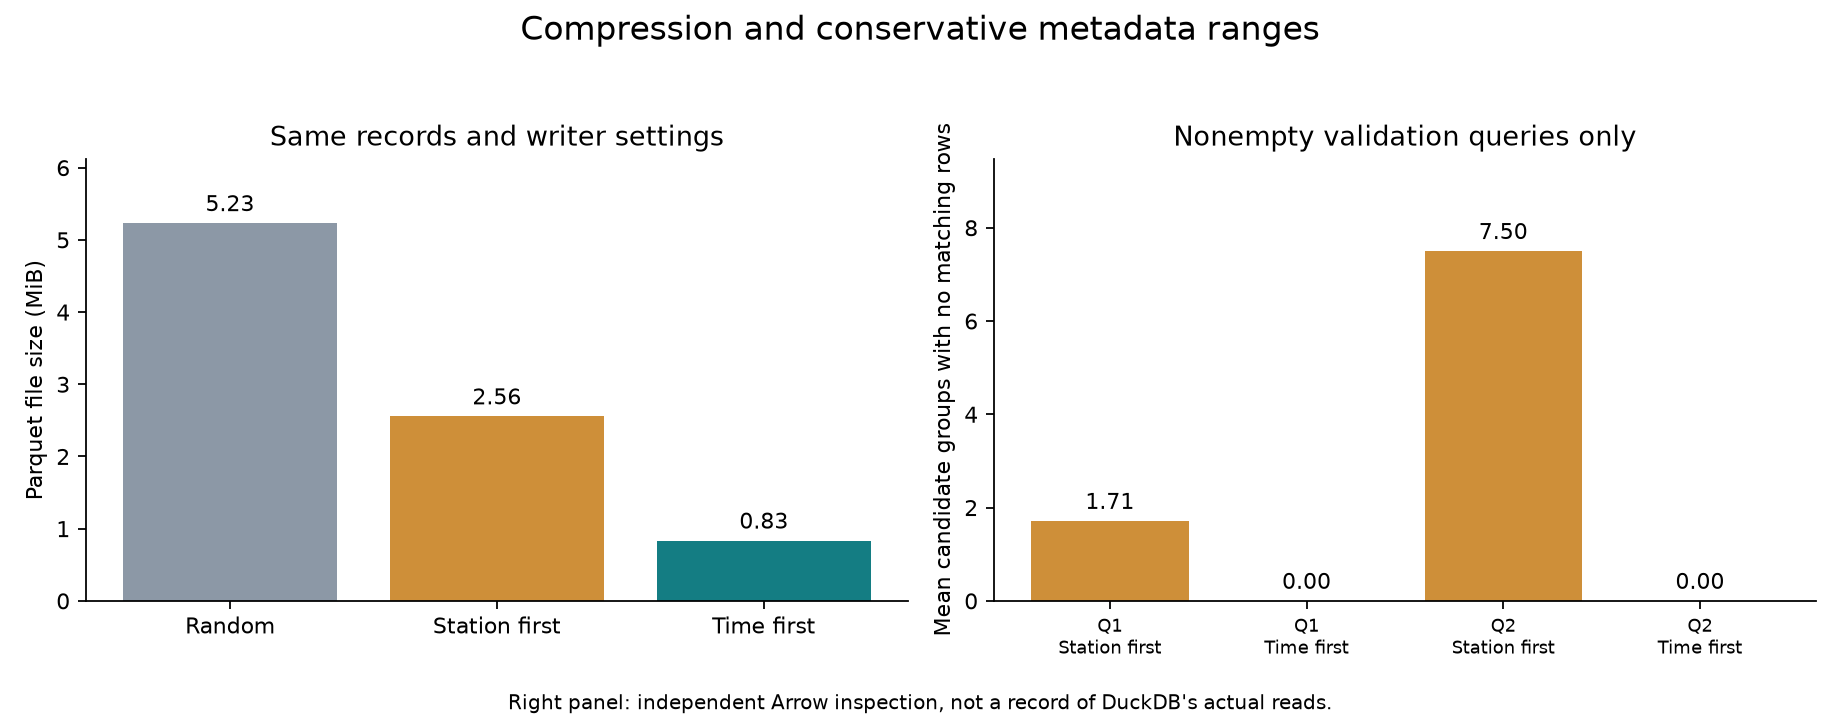 Compression and conservative metadata ranges
Same records and writer settings
Parquet file size (MiB)
6
5
4
3
2
1
0
5.23
2.56
0.83
Random
Station first
Time first
Nonempty validation queries only
Mean candidate groups with no matching rows
8
6
4
2
0
1.71
0.00
7.50
0.00
Q1
Station first
Q1
Time first
Q2
Station first
Q2
Time first
Right panel: independent Arrow inspection, not a record of DuckDB's actual reads.